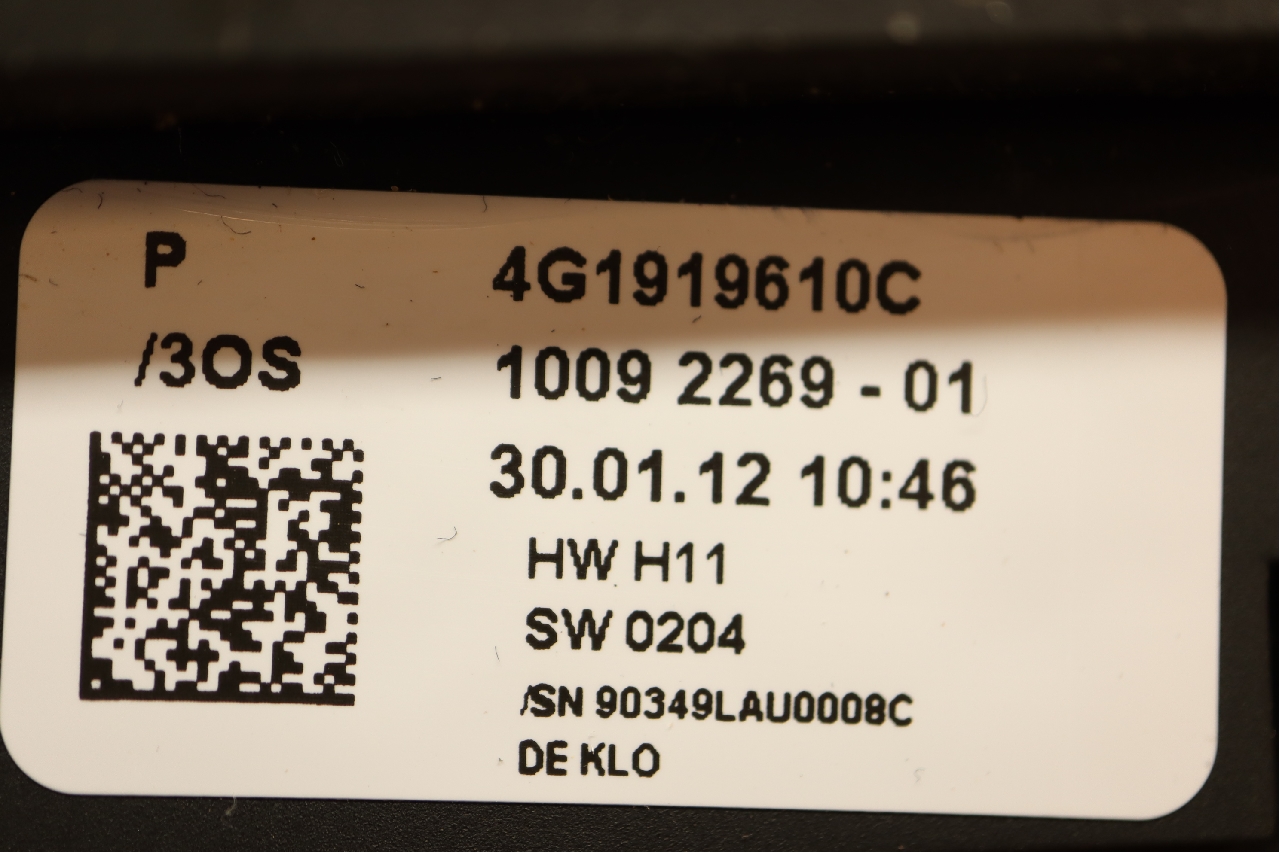 P 4G1919610C
/3OS 1009 2269 - 01
30.01.12 10:46
HW H11
SW 0204
/SN 90349LAU0008C
DE KLO